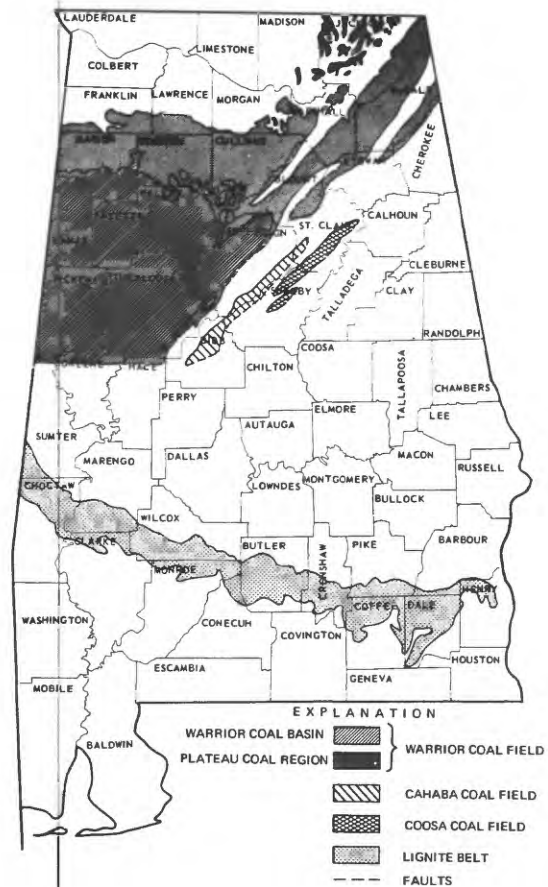 LAUDERDALE
MADISON
LIMESTONE
COLBERT
FRANKLIN
LAWRENCE
MORGAN
CHEROKEE
ST. CLAIR
CALHOUN
CLEBURNE
TALLADEGA
CLAY
RANDOLPH
COOSA
CHILTON
TALLAPOOSA
CHAMBERS
PERRY
ELMORE
LEE
AUTAUGA
SUMTER
MARENGO
DALLAS
MACON
RUSSELL
LOWNDES
MONTGOMERY
CHOCTAW
BULLOCK
WILCOX
CLARKE
BUTLER
PIKE
BARBOUR
MONROE
CRENSHAW
HENRY
COFFEE
DALE
WASHINGTON
CONECUH
COVINGTON
HOUSTON
ESCAMBIA
GENEVA
MOBILE
BALDWIN
EXPLANATION
WARRIOR COAL BASIN
PLATEAU COAL REGION
WARRIOR COAL FIELD
CAHABA COAL FIELD
COOSA COAL FIELD
LIGNITE BELT
FAULTS